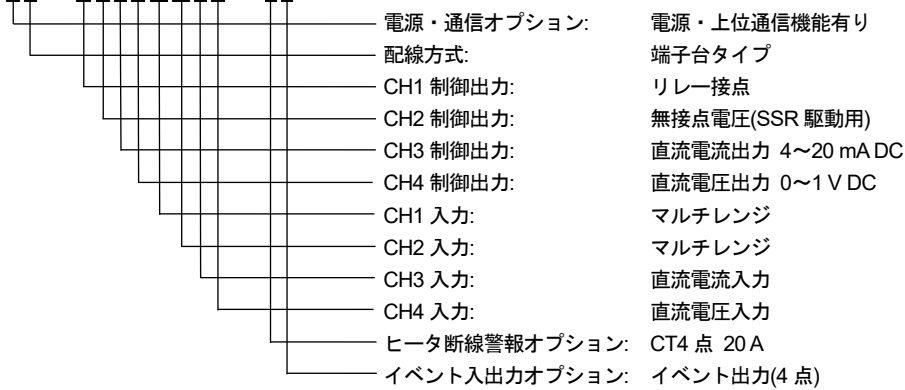 電源・通信オプション: 電源・上位通信機能有り
配線方式: 端子台タイプ
CH1 制御出力: リレー接点
CH2 制御出力: 無接点電圧(SSR 駆動用)
CH3 制御出力: 直流電流出力 4～20 mA DC
CH4 制御出力: 直流電圧出力 0～1 V DC
CH1 入力: マルチレンジ
CH2 入力: マルチレンジ
CH3 入力: 直流電流入力
CH4 入力: 直流電圧入力
ヒータ断線警報オプション: CT4 点 20 A
イベント入出力オプション: イベント出力(4 点)